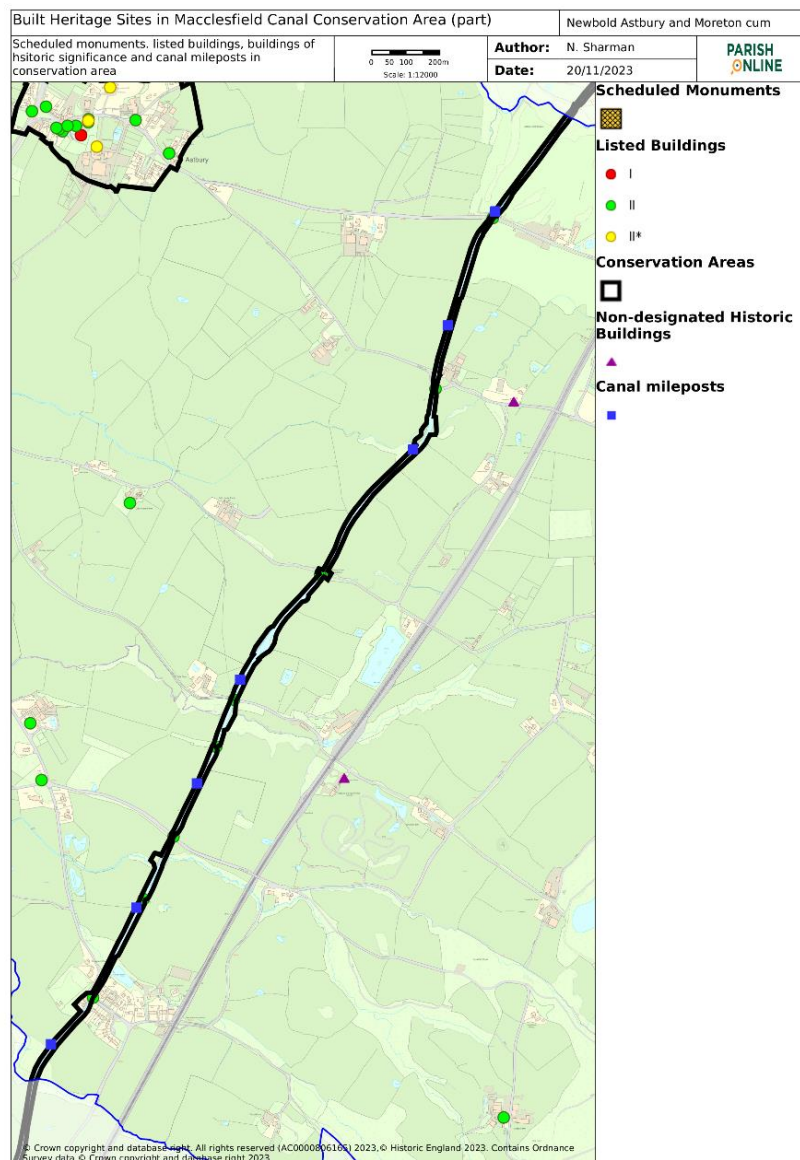 Built Heritage Sites in Macclesfield Canal Conservation Area (part)
Newbold Astbury and Moreton cum
Scheduled monuments. listed buildings, buildings of
hsitoric significance and canal mileposts in
conservation area
0 50 100 200m
Scale: 1:12000
Author: N. Sharman
Date: 20/11/2023
PARISH
ONLINE
Scheduled Monuments
Listed Buildings
I
II
II*
Conservation Areas
Non-designated Historic
Buildings
Canal mileposts
Astbury
© Crown copyright and database right. All rights reserved (AC0000806165) 2023,© Historic England 2023. Contains Ordnance
Survey data © Crown copyright and database right 2023